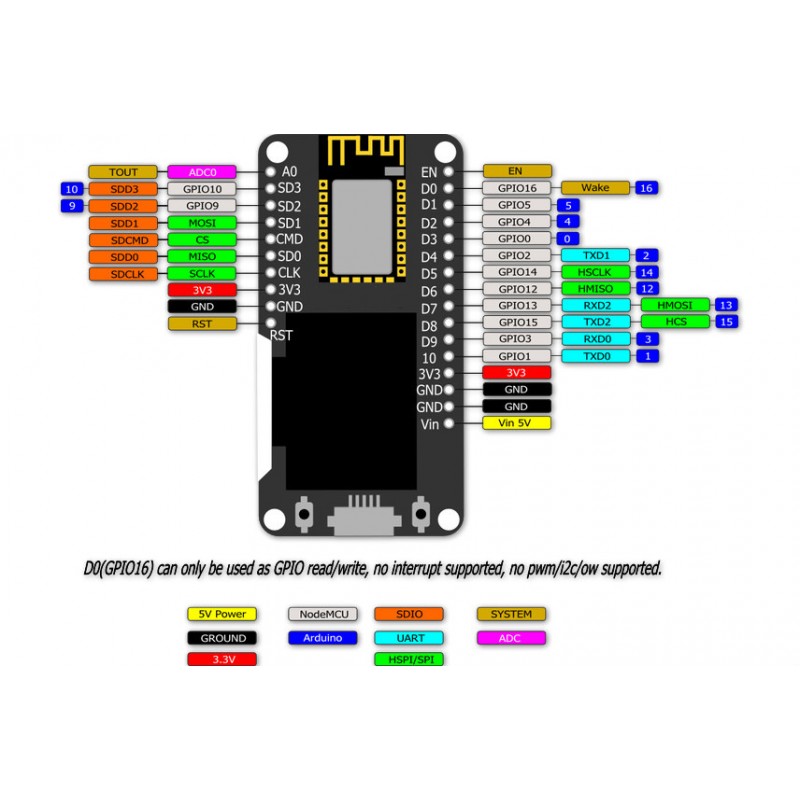 TOUT ADC0 A0 EN EN
10 SDD3 GPIO10 SD3 D0 GPIO16 Wake 16
9 SDD2 GPIO9 SD2 D1 GPIO5 5
SDD1 MOSI SD1 D2 GPIO4 4
SDCMD CS CMD D3 GPIO0 0
SDD0 MISO SD0 D4 GPIO2 TXD1 2
SDCLK SCLK CLK D5 GPIO14 HSCLK 14
3V3 3V3 D6 GPIO12 HMISO 12
GND GND D7 GPIO13 RXD2 HMOSI 13
RST RST D8 GPIO15 TXD2 HCS 15
D9 GPIO3 RXD0 3
10 GPIO1 TXD0 1
3V3 3V3
GND GND
GND GND
Vin Vin 5V
D0(GPIO16) can only be used as GPIO read/write, no interrupt supported, no pwm/i2c/ow supported.
5V Power NodeMCU SDIO SYSTEM
GROUND Arduino UART ADC
3.3V HSPI/SPI